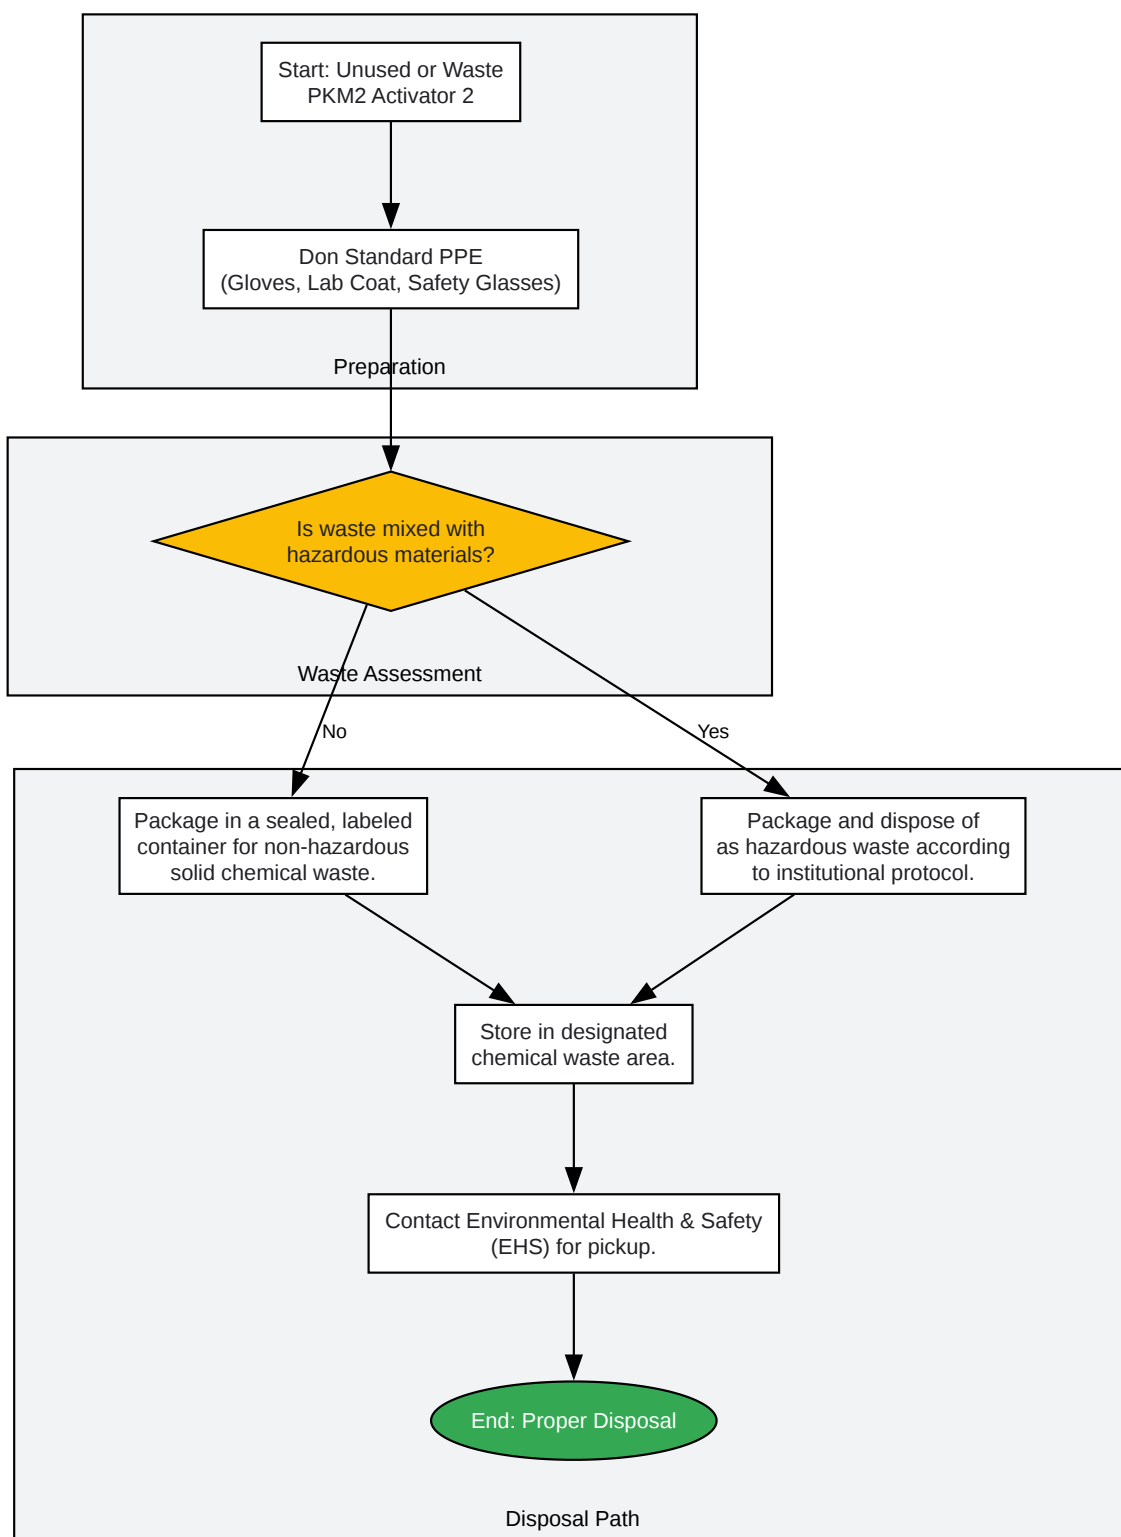 Start: Unused or Waste
PKM2 Activator 2
Don Standard PPE
(Gloves, Lab Coat, Safety Glasses)
Preparation
Is waste mixed with
hazardous materials?
Waste Assessment
No
Yes
Package in a sealed, labeled
container for non-hazardous
solid chemical waste.
Package and dispose of
as hazardous waste according
to institutional protocol.
Store in designated
chemical waste area.
Contact Environmental Health & Safety
(EHS) for pickup.
End: Proper Disposal
Disposal Path